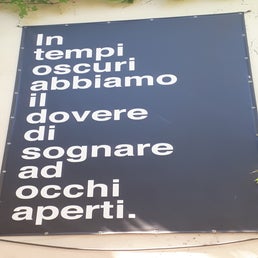 In
tempi
oscuri
abbiamo
il
dovere
di
sognare
ad
occhi
aperti.